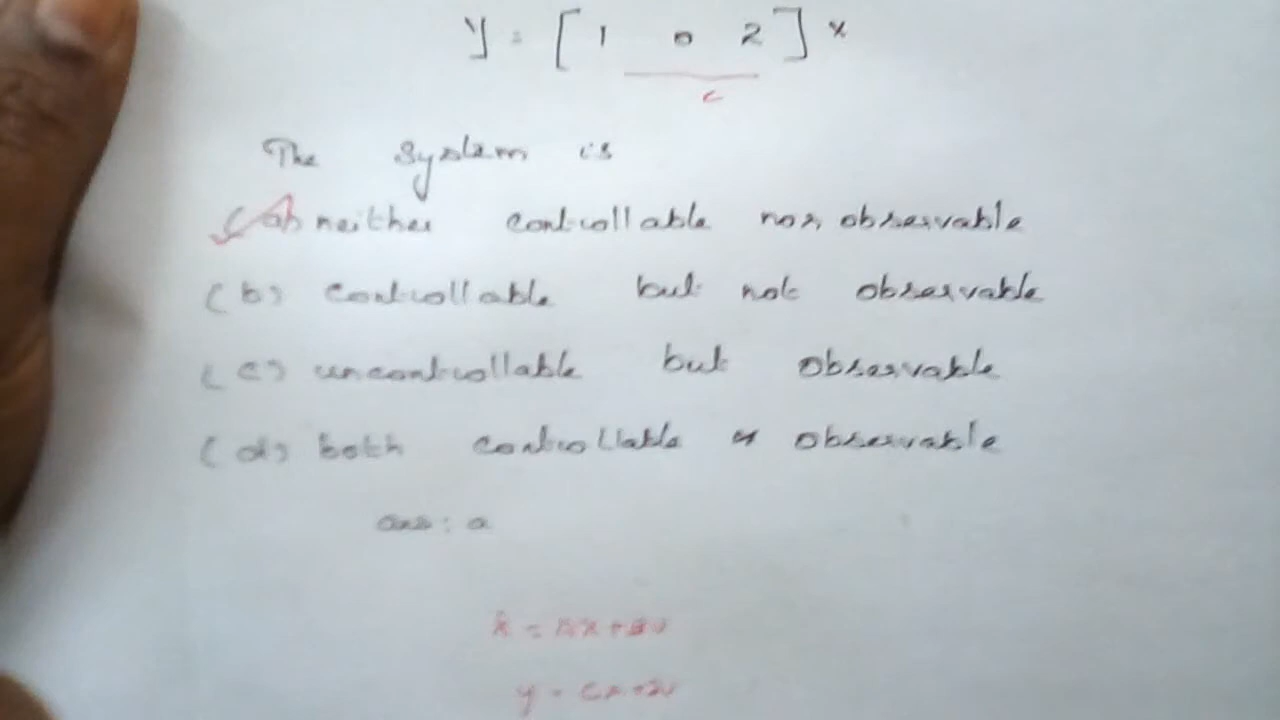 y = [ 1 0 2 ] x
c
The system is
(a) neither controllable nor observable
(b) controllable but not observable
(c) uncontrollable but observable
(d) both controllable & observable
ans : a
ẋ = Ax + Bu
y = Cx + Du